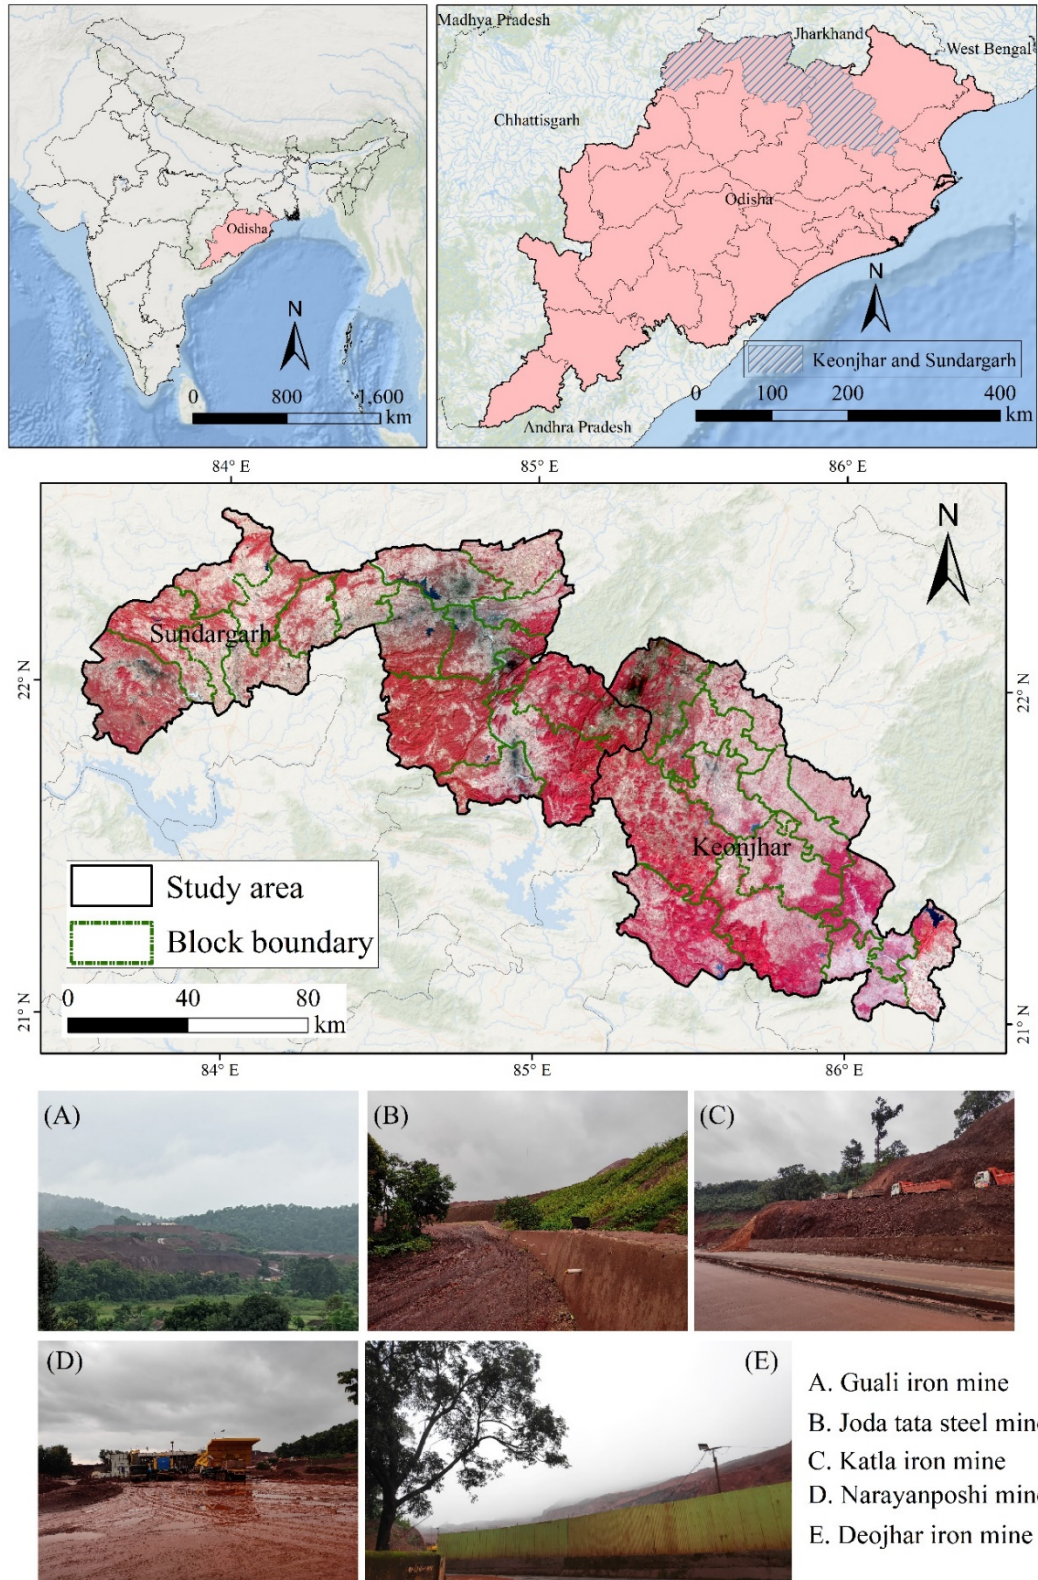 Odisha
N
0 800 1,600
km
Madhya Pradesh
Jharkhand
West Bengal
Chhattisgarh
Odisha
N
Keonjhar and Sundargarh
0 100 200 400
km
Andhra Pradesh
84° E 85° E 86° E
N
Sundargarh
22° N 22° N
Keonjhar
Study area
Block boundary
0 40 80
km
21° N 21° N
84° E 85° E 86° E
(A)
(B)
(C)
(D)
(E)
A. Guali iron mine
B. Joda tata steel min
C. Katla iron mine
D. Narayanposhi min
E. Deojhar iron mine